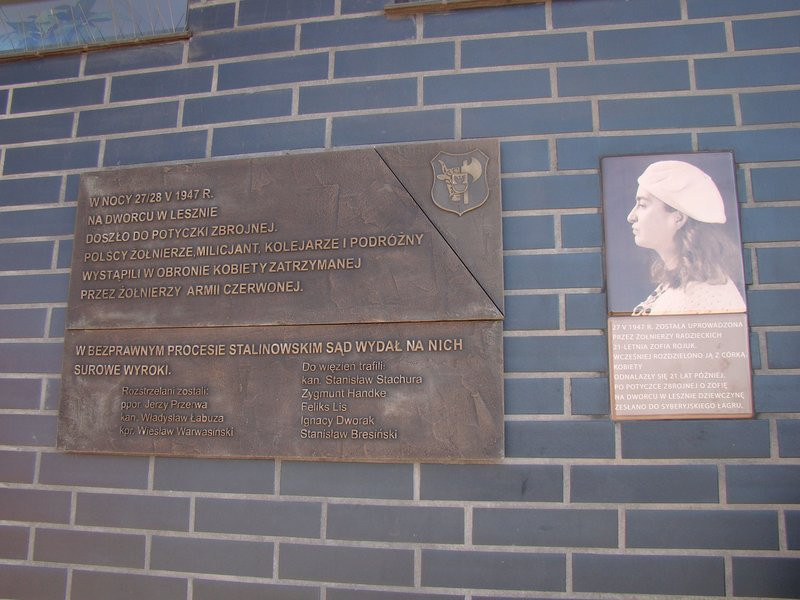 W NOCY 27/28 V 1947 R.
NA DWORCU W LESZNIE
DOSZŁO DO POTYCZKI ZBROJNEJ.
POLSCY ŻOŁNIERZE, MILICJANT, KOLEJARZE I PODRÓŻNY
WYSTĄPILI W OBRONIE KOBIETY ZATRZYMANEJ
PRZEZ ŻOŁNIERZY ARMII CZERWONEJ.
W BEZPRAWNYM PROCESIE STALINOWSKIM SĄD WYDAŁ NA NICH
SUROWE WYROKI.
Rozstrzelani zostali:
ppor. Jerzy Przerwa
kan. Władysław Łabuza
kpr. Wiesław Warwasiński
Do więzień trafili:
kan. Stanisław Stachura
Zygmunt Handke
Feliks Lis
Ignacy Dworak
Stanisław Bresiński
27 V 1947 R. ZOSTAŁA UPROWADZONA
PRZEZ ŻOŁNIERZY RADZIECKICH
21-LETNIA ZOFIA ROJUK.
WCZEŚNIEJ ROZDZIELONO JĄ Z CÓRKĄ.
KOBIETY
ODNALAZŁY SIĘ 21 LAT PÓŹNIEJ.
PO POTYCZCE ZBROJNEJ O ZOFIĘ
NA DWORCU W LESZNIE DZIEWCZYNĘ
ZESŁANO DO SYBERYJSKIEGO ŁAGRU.